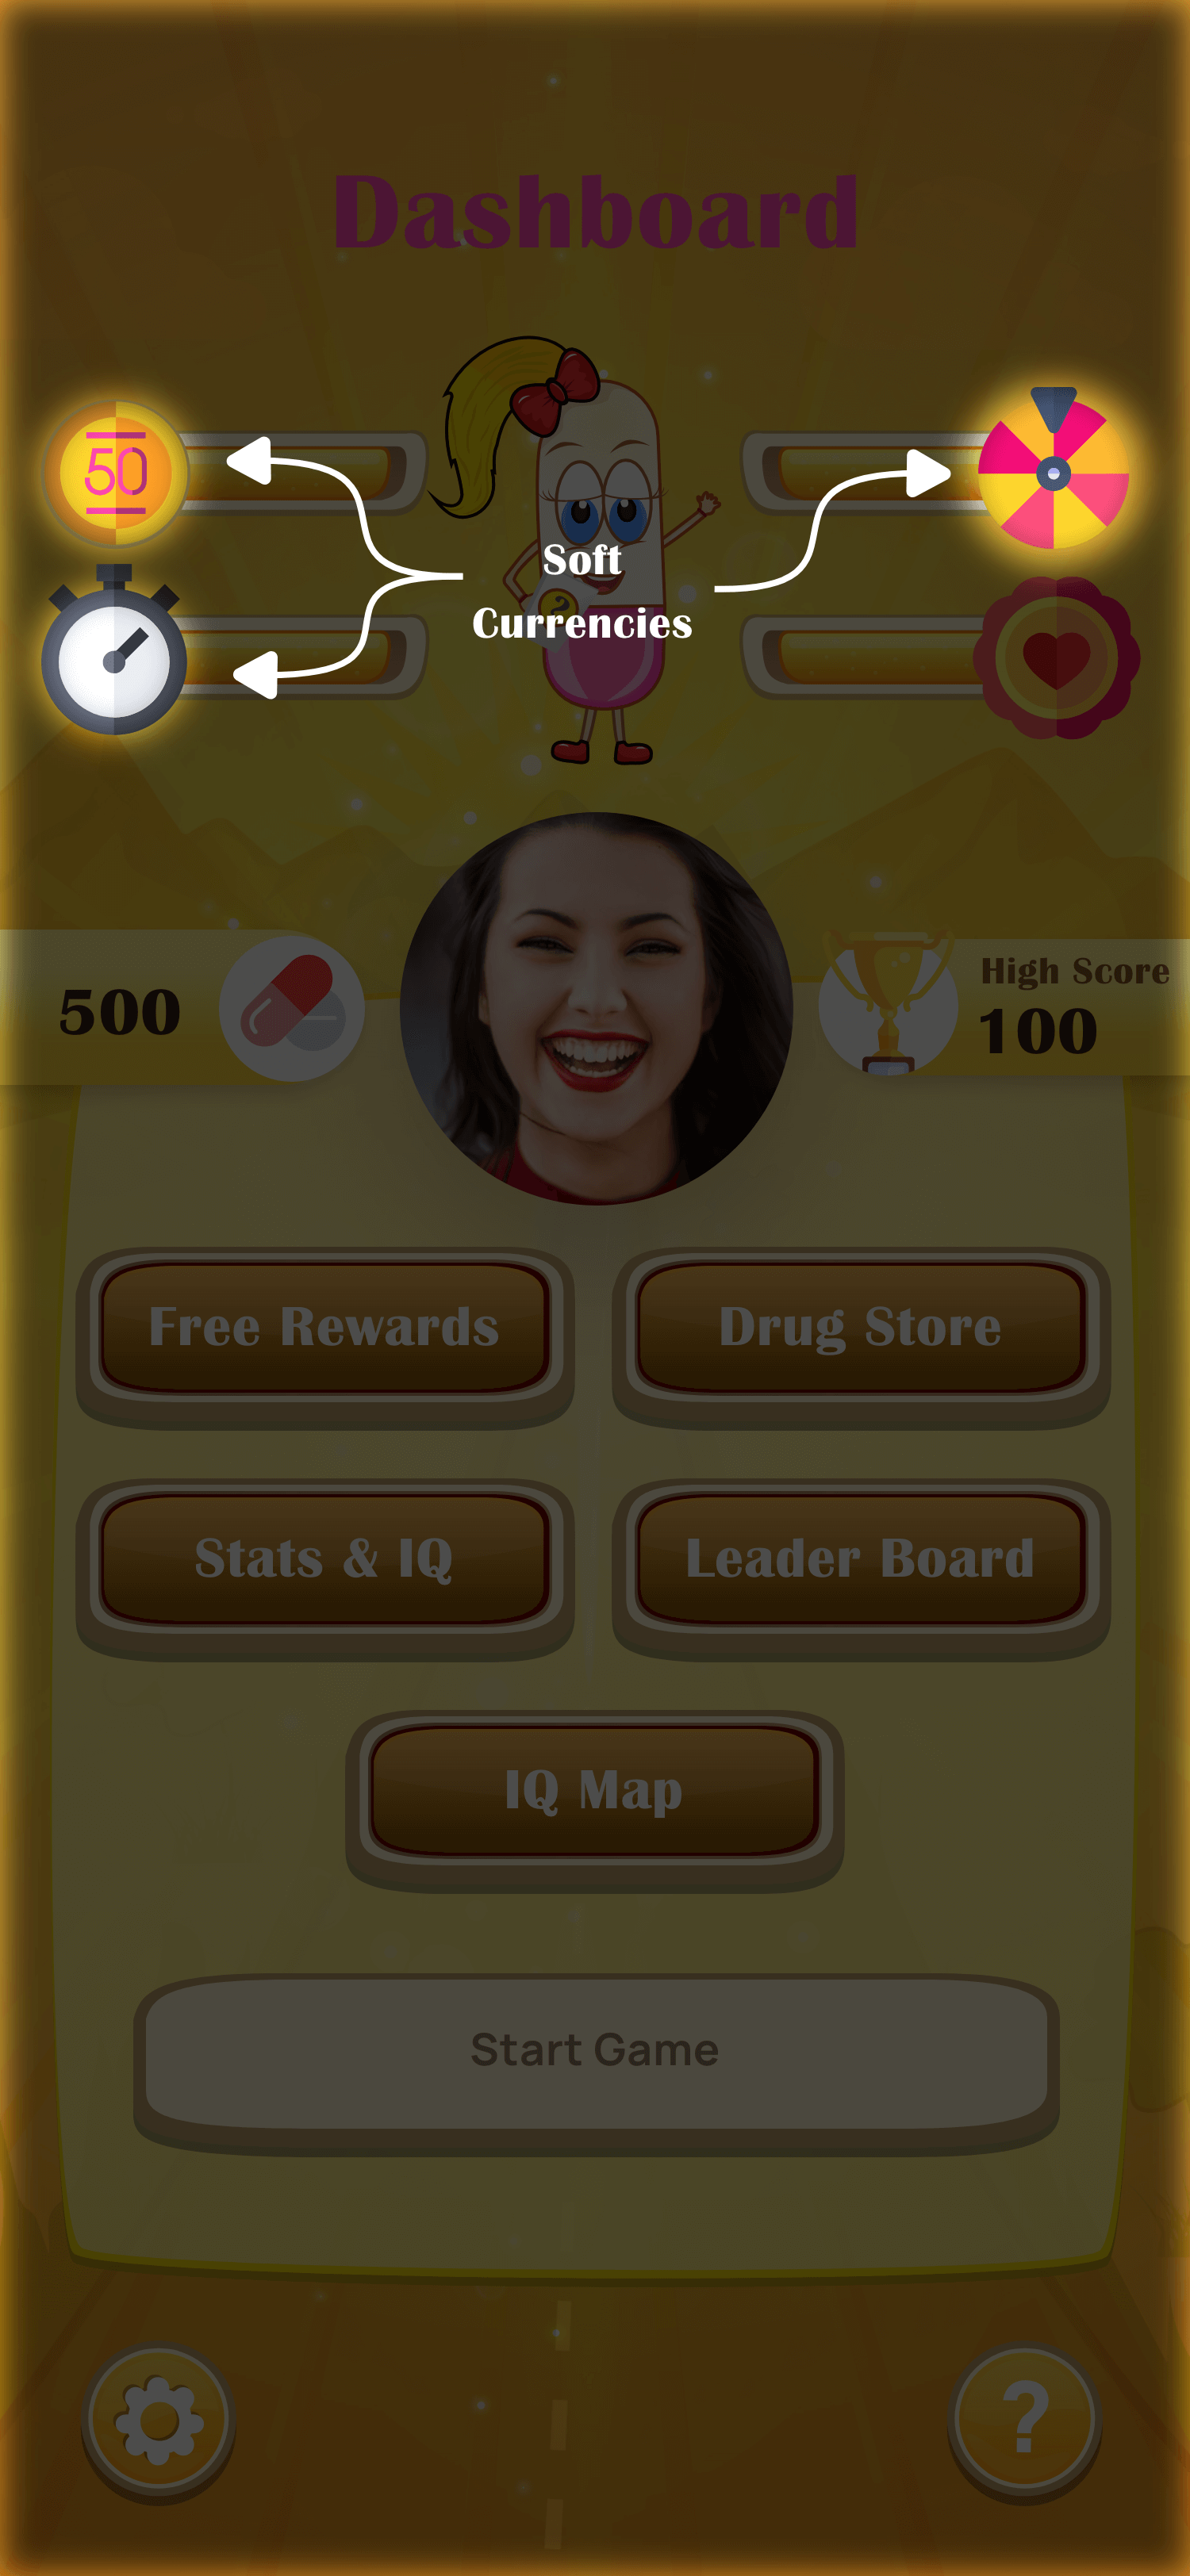 Dashboard
50
Soft
Currencies
?
500
High Score
100
Free Rewards
Drug Store
Stats & IQ
Leader Board
IQ Map
Start Game
?